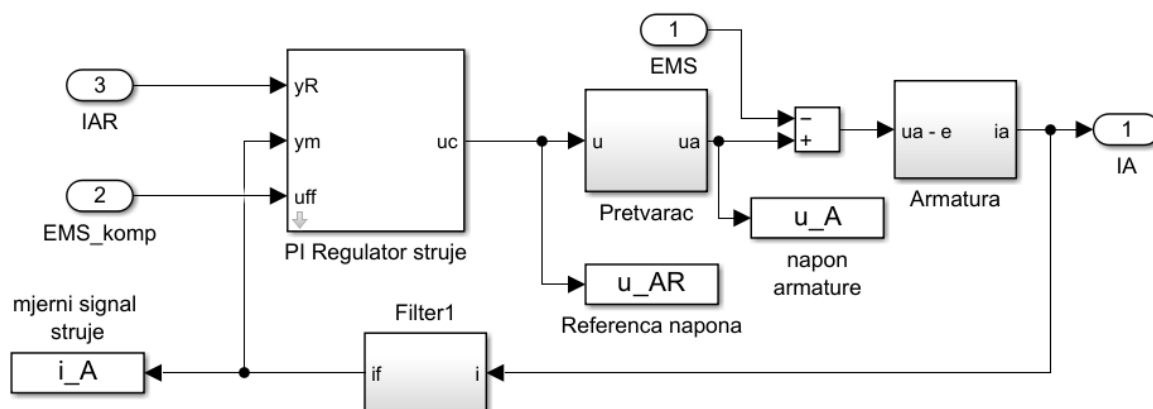 3
IAR
2
EMS_komp
yR
ym
uff
uc
PI Regulator struje
1
EMS
u
ua
Pretvarac
−
+
ua - e
ia
Armatura
1
IA
u_A
napon
armature
u_AR
Referenca napona
mjerni signal
struje
i_A
Filter1
if
i